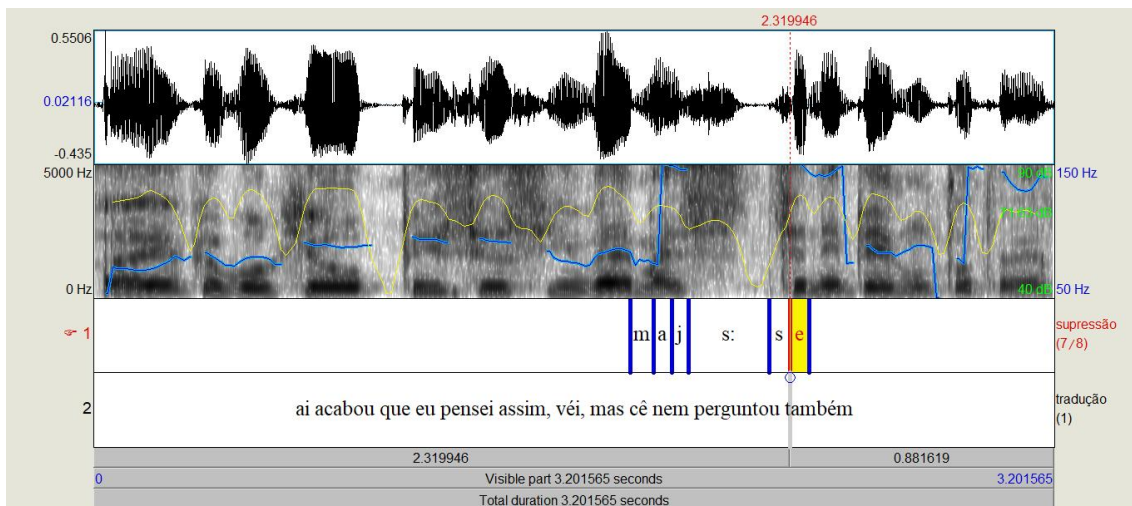 2.319946
0.5506
0.02116
-0.435
5000 Hz
90 dB 150 Hz
0 Hz
40 dB 50 Hz
1 m a j s: s e supressão
(7/8)
2 ai acabou que eu pensei assim, véi, mas cê nem perguntou também tradução
(1)
2.319946 0.881619
0 Visible part 3.201565 seconds 3.201565
Total duration 3.201565 seconds